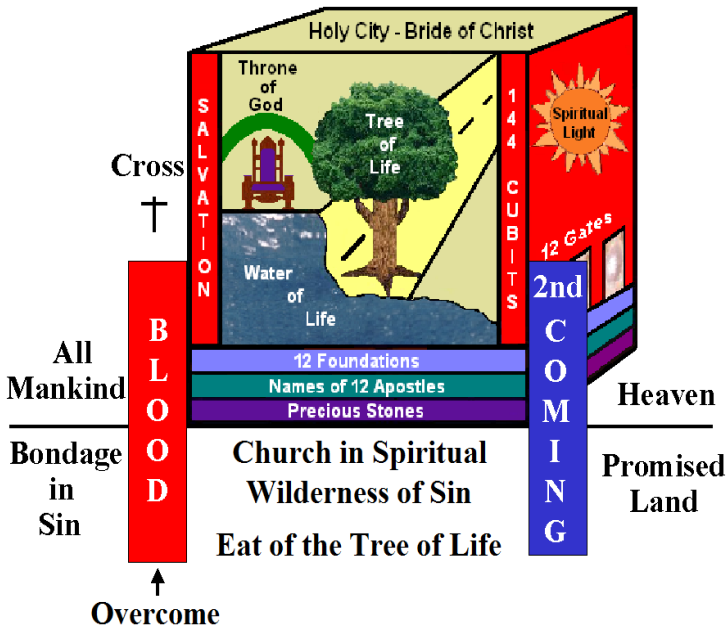 Holy City - Bride of Christ
Throne
of
God
SALVATION
Tree
of
Life
144 CUBITS
Spiritual
Light
Cross
12 Gates
Water
of
Life
BLOOD
2nd
COMING
12 Foundations
Names of 12 Apostles
Precious Stones
All
Mankind
Heaven
Bondage
in
Sin
Church in Spiritual
Wilderness of Sin
Promised
Land
Eat of the Tree of Life
Overcome